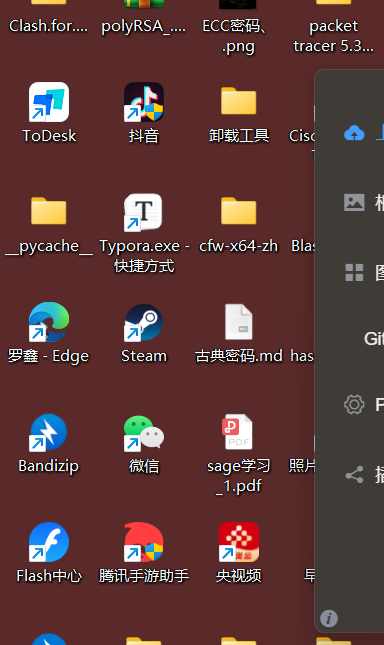 Clash.for....
polyRSA_....
ECC密码、
.png
packet
tracer 5.3...
ToDesk
抖音
卸载工具
Cisc
__pycache__
Typora.exe -
快捷方式
cfw-x64-zh
Blas
罗鑫 - Edge
Steam
古典密码.md
has
Bandizip
微信
sage学习
_1.pdf
照片
Flash中心
腾讯手游助手
央视频
早
上
相
图
Git
P
插